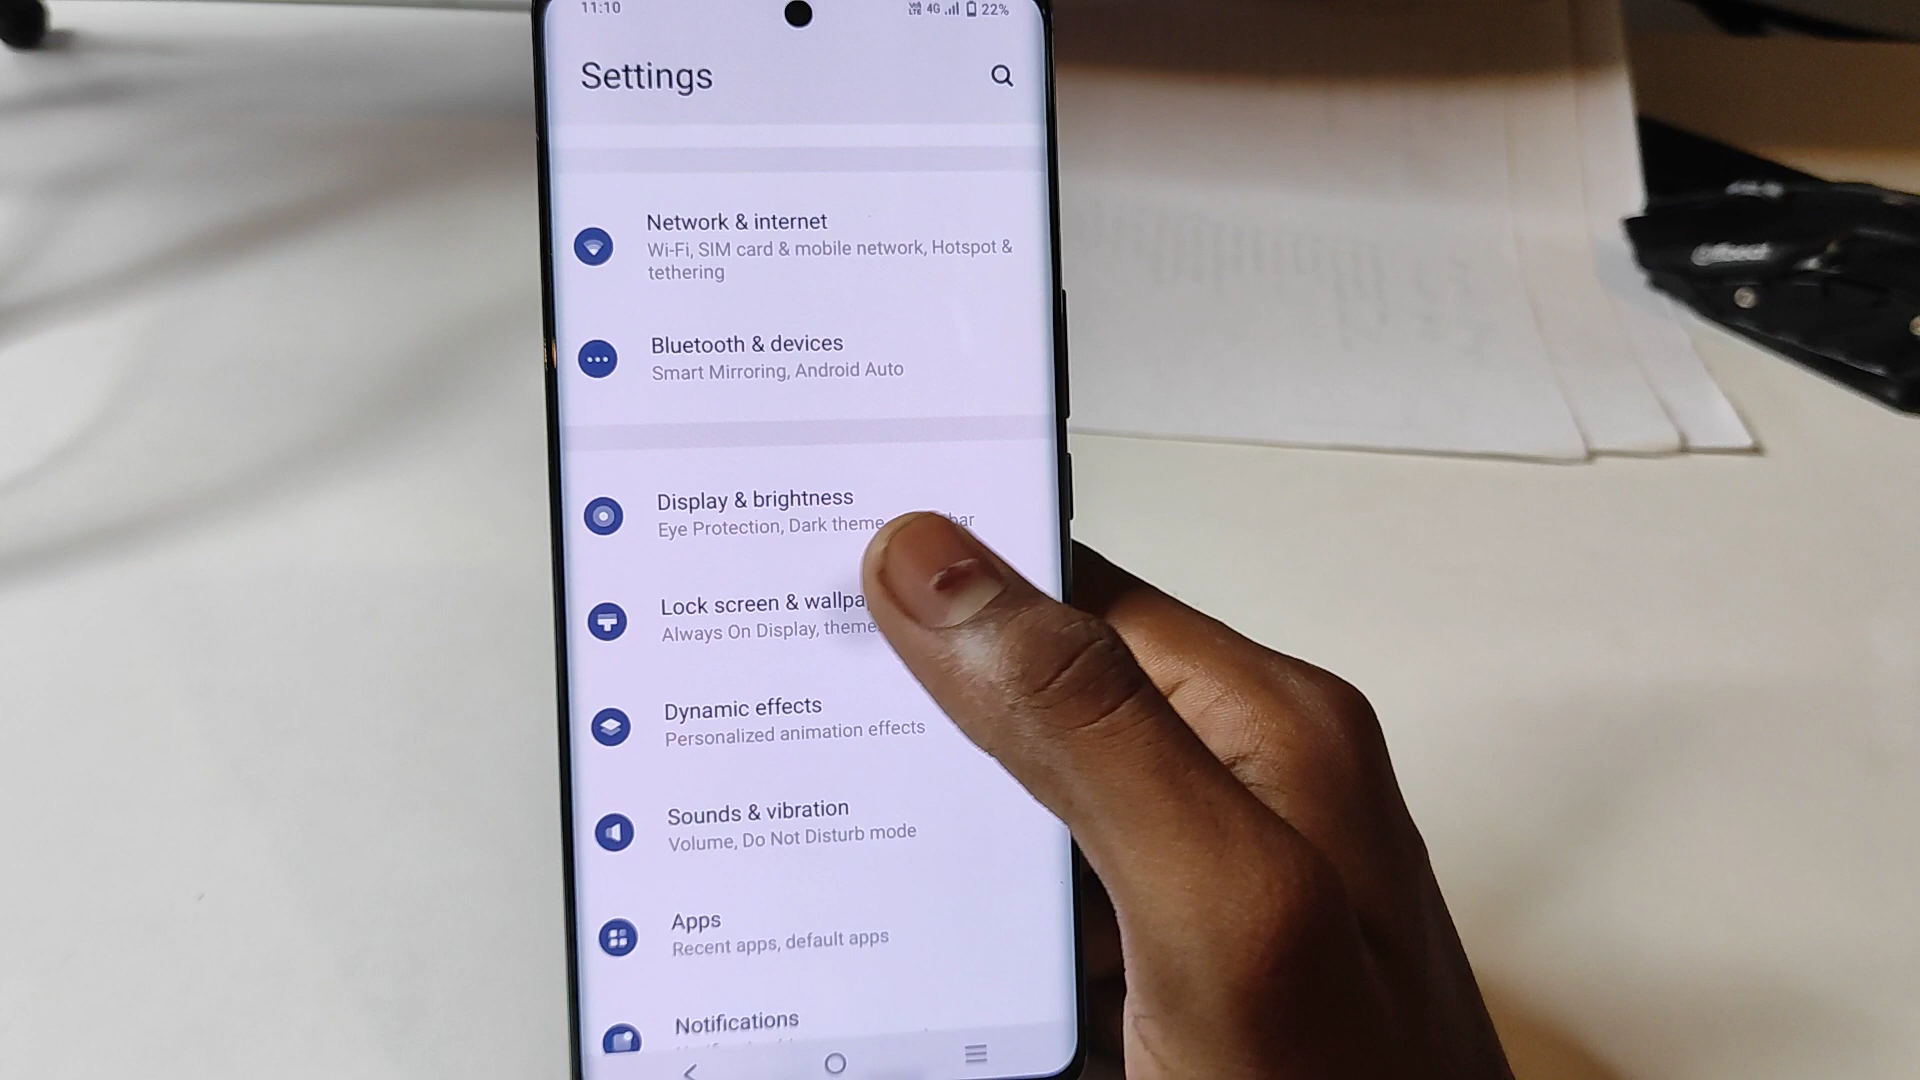 11:10
4G 22%
Settings
Network & internet
Wi-Fi, SIM card & mobile network, Hotspot &
tethering
Bluetooth & devices
Smart Mirroring, Android Auto
Display & brightness
Eye Protection, Dark theme
Lock screen &
Always On Display,
Dynamic effects
Personalized animation effects
Sounds & vibration
Volume, Do Not Disturb mode
Apps
Recent apps, default apps
Notifications